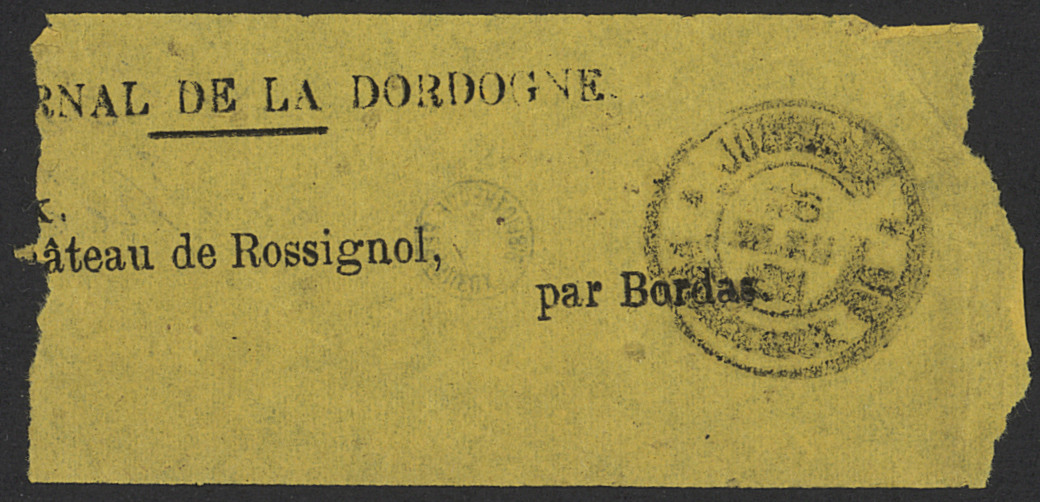 RNAL DE LA DORDOGNE.
x.
âteau de Rossignol,
par Bordas.